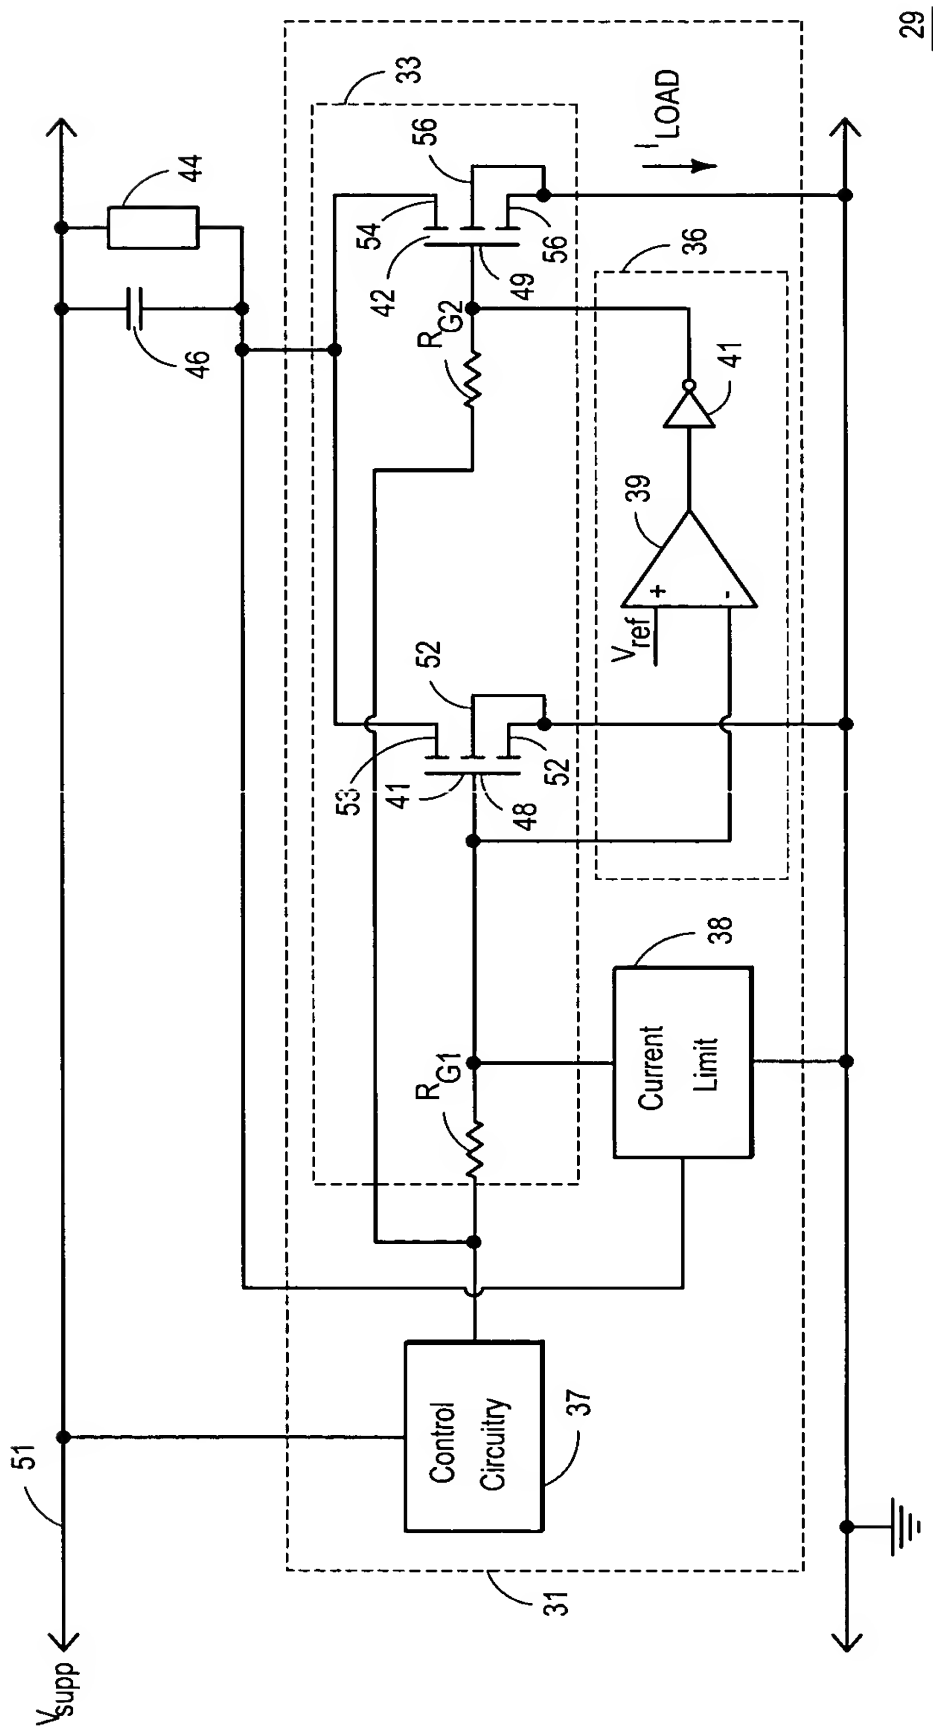 29
V_supp
51
44
46
33
54
56
42
49
56
R_G2
I_LOAD
36
41
39
+
-
V_ref
52
53
41
48
52
R_G1
38
Current
Limit
Control
Circuitry
37
31